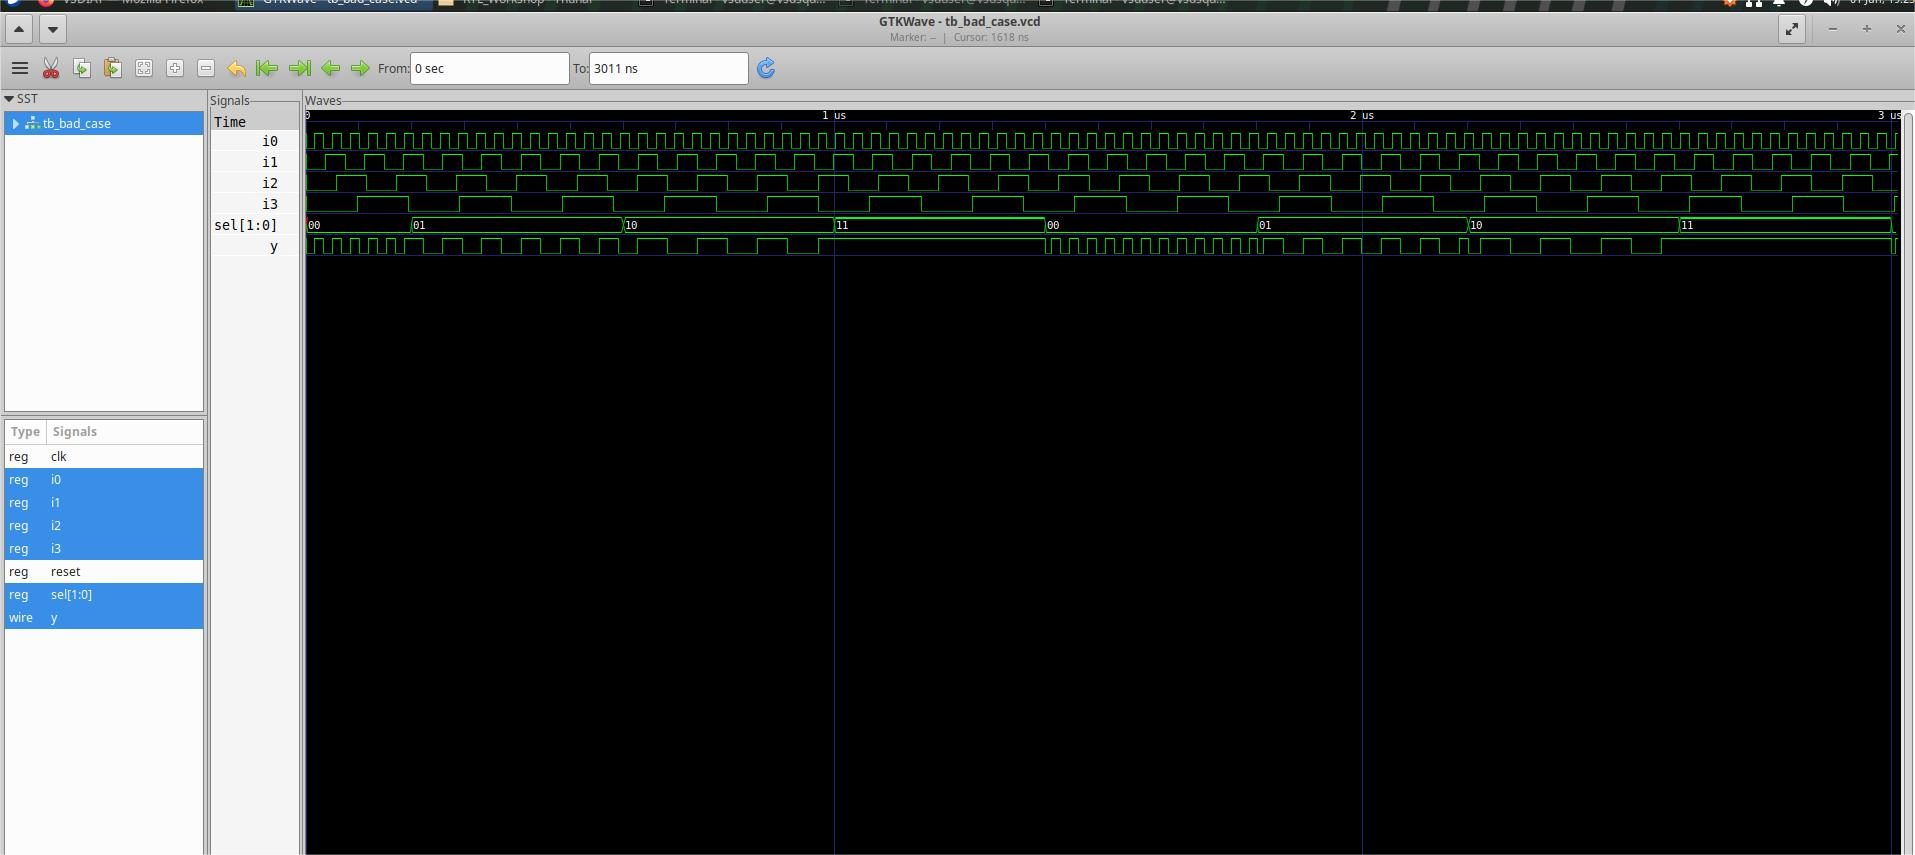 GTKWave - tb_bad_case.vcd
GTKWave - tb_bad_case.vcd
Marker: -- | Cursor: 1618 ns
From: 0 sec To: 3011 ns
SST
tb_bad_case
Type Signals
reg clk
reg i0
reg i1
reg i2
reg i3
reg reset
reg sel[1:0]
wire y
Signals
Time
i0
i1
i2
i3
sel[1:0]
y
Waves
0 1 us 2 us 3 us
00 01 10 11 00 01 10 11